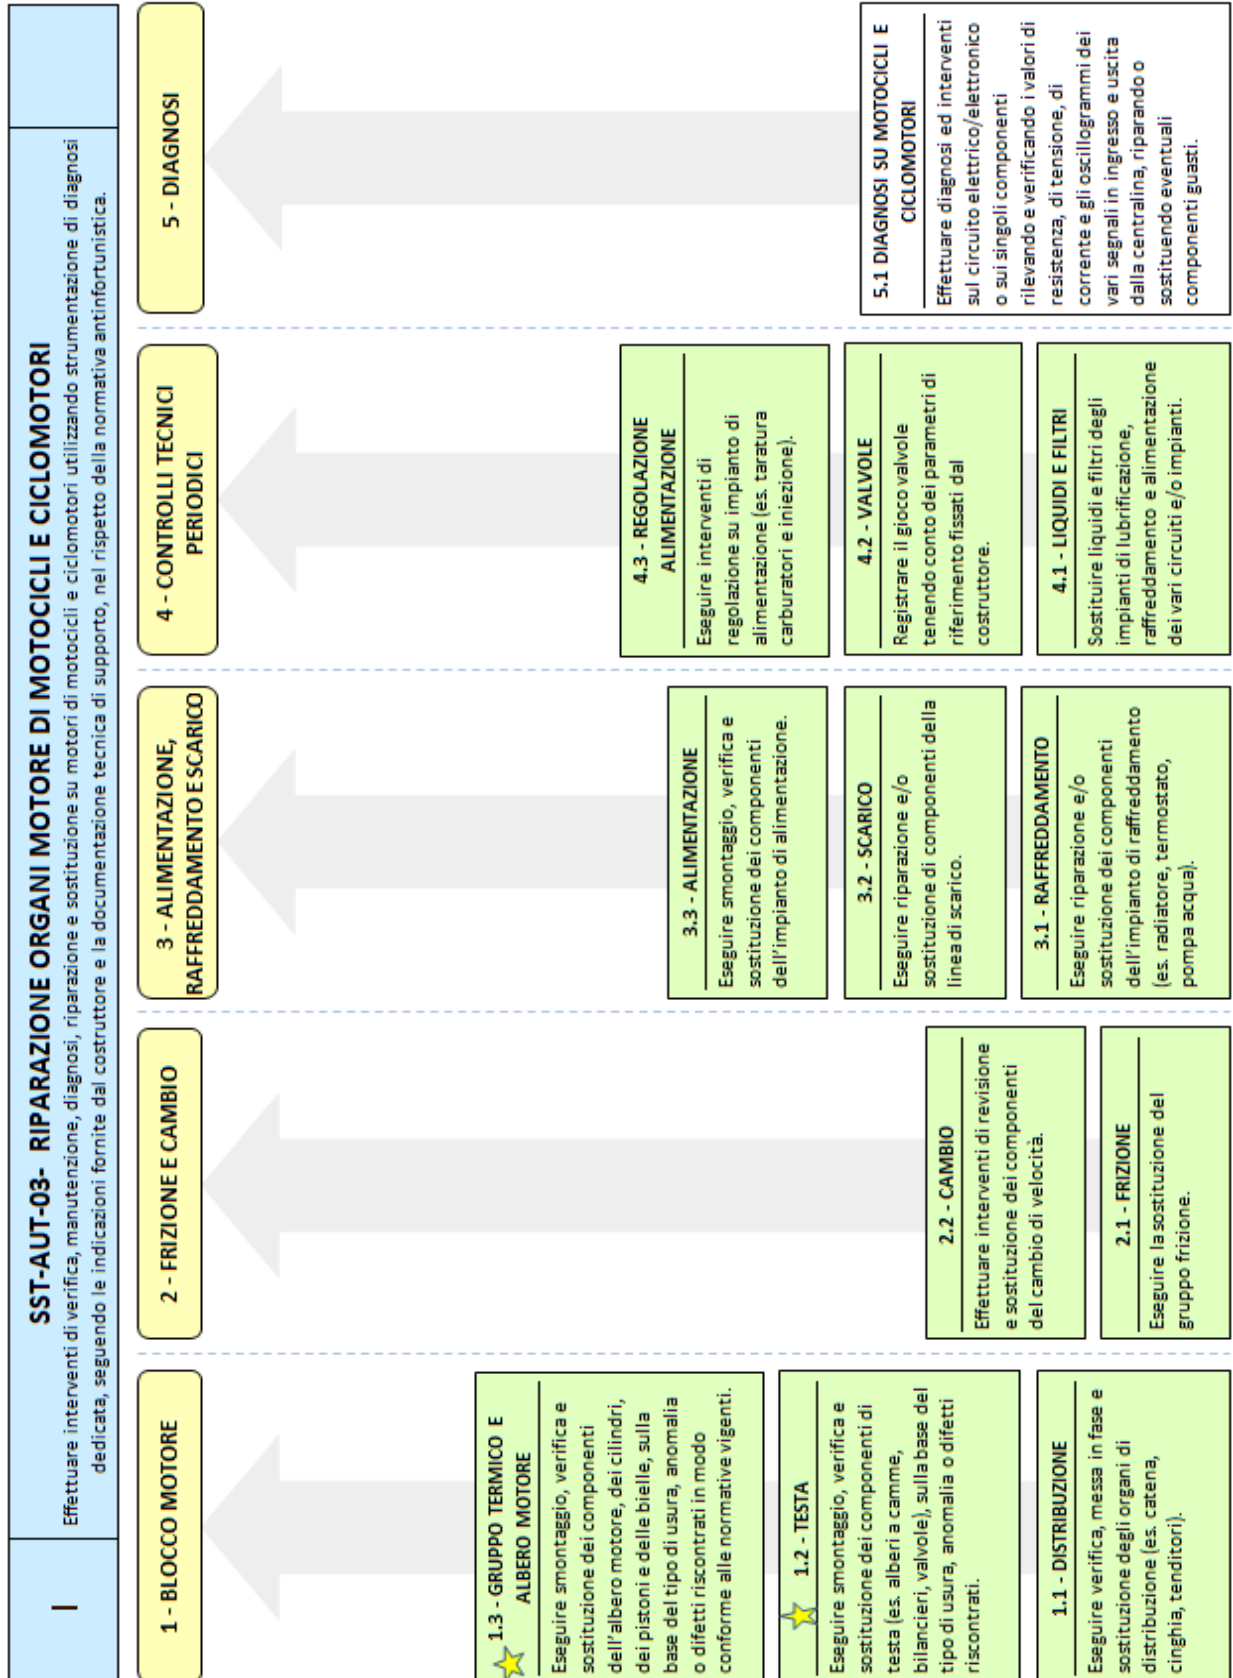 I
SST-AUT-03- RIPARAZIONE ORGANI MOTORE DI MOTOCICLI E CICLOMOTORI
Effettuare interventi di verifica, manutenzione, diagnosi, riparazione e sostituzione su motori di motocicli e ciclomotori utilizzando strumentazione di diagnosi
dedicata, seguendo le indicazioni fornite dal costruttore e la documentazione tecnica di supporto, nel rispetto della normativa antinfortunistica.
1 - BLOCCO MOTORE
1.3 - GRUPPO TERMICO E
ALBERO MOTORE
Eseguire smontaggio, verifica e
sostituzione dei componenti
dell'albero motore, dei cilindri,
dei pistoni e delle bielle, sulla
base del tipo di usura, anomalia
o difetti riscontrati in modo
conforme alle normative vigenti.
1.2 - TESTA
Eseguire smontaggio, verifica e
sostituzione dei componenti di
testa (es. alberi a camme,
bilancieri, valvole), sulla base del
tipo di usura, anomalia o difetti
riscontrati.
1.1 - DISTRIBUZIONE
Eseguire verifica, messa in fase e
sostituzione degli organi di
distribuzione (es. catena,
cinghia, tenditori).
2 - FRIZIONE E CAMBIO
2.2 - CAMBIO
Effettuare interventi di revisione
e sostituzione dei componenti
del cambio di velocità.
2.1 - FRIZIONE
Eseguire la sostituzione del
gruppo frizione.
3 - ALIMENTAZIONE,
RAFFREDDAMENTO E SCARICO
3.3 - ALIMENTAZIONE
Eseguire smontaggio, verifica e
sostituzione dei componenti
dell'impianto di alimentazione.
3.2 - SCARICO
Eseguire riparazione e/o
sostituzione di componenti della
linea di scarico.
3.1 - RAFFREDDAMENTO
Eseguire riparazione e/o
sostituzione dei componenti
dell'impianto di raffreddamento
(es. radiatore, termostato,
pompa acqua).
4 - CONTROLLI TECNICI
PERIODICI
4.3 - REGOLAZIONE
ALIMENTAZIONE
Eseguire interventi di
regolazione su impianto di
alimentazione (es. taratura
carburatori e iniezione).
4.2 - VALVOLE
Registrare il gioco valvole
tenendo conto dei parametri di
riferimento fissati dal
costruttore.
4.1 - LIQUIDI E FILTRI
Sostituire liquidi e filtri degli
impianti di lubrificazione,
raffreddamento e alimentazione
dei vari circuiti e/o impianti.
5 - DIAGNOSI
5.1 DIAGNOSI SU MOTOCICLI E
CICLOMOTORI
Effettuare diagnosi ed interventi
sul circuito elettrico/elettronico
o sui singoli componenti
rilevando e verificando i valori di
resistenza, di tensione, di
corrente e gli oscillogrammi dei
vari segnali in ingresso e uscita
dalla centralina, riparando o
sostituendo eventuali
componenti guasti.